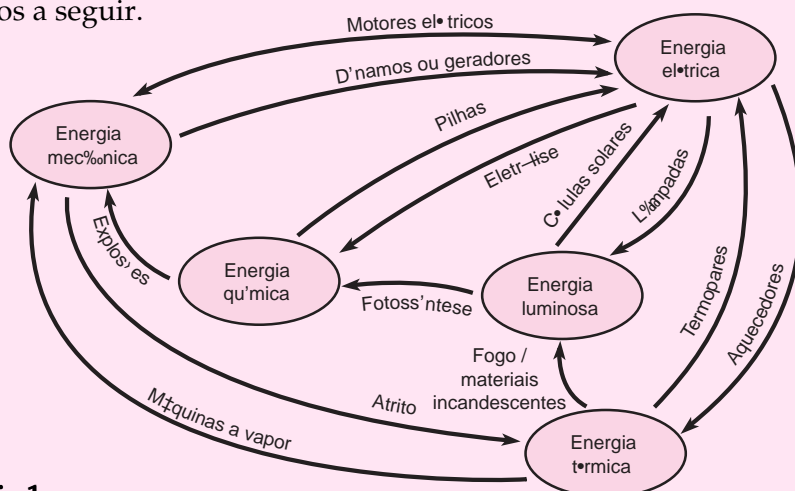 os a seguir.
Motores el• tricos
D’namos ou geradores
Energia
el•trica
Pilhas
Energia
mec‰nica
Eletr–lise
C• lulas solares
L‰mpadas
Explos› es
Energia
qu’mica
Energia
luminosa
Fotoss’ntese
Termopares
Aquecedores
Fogo /
materiais
incandescentes
Atrito
M‡quinas a vapor
Energia
t•rmica